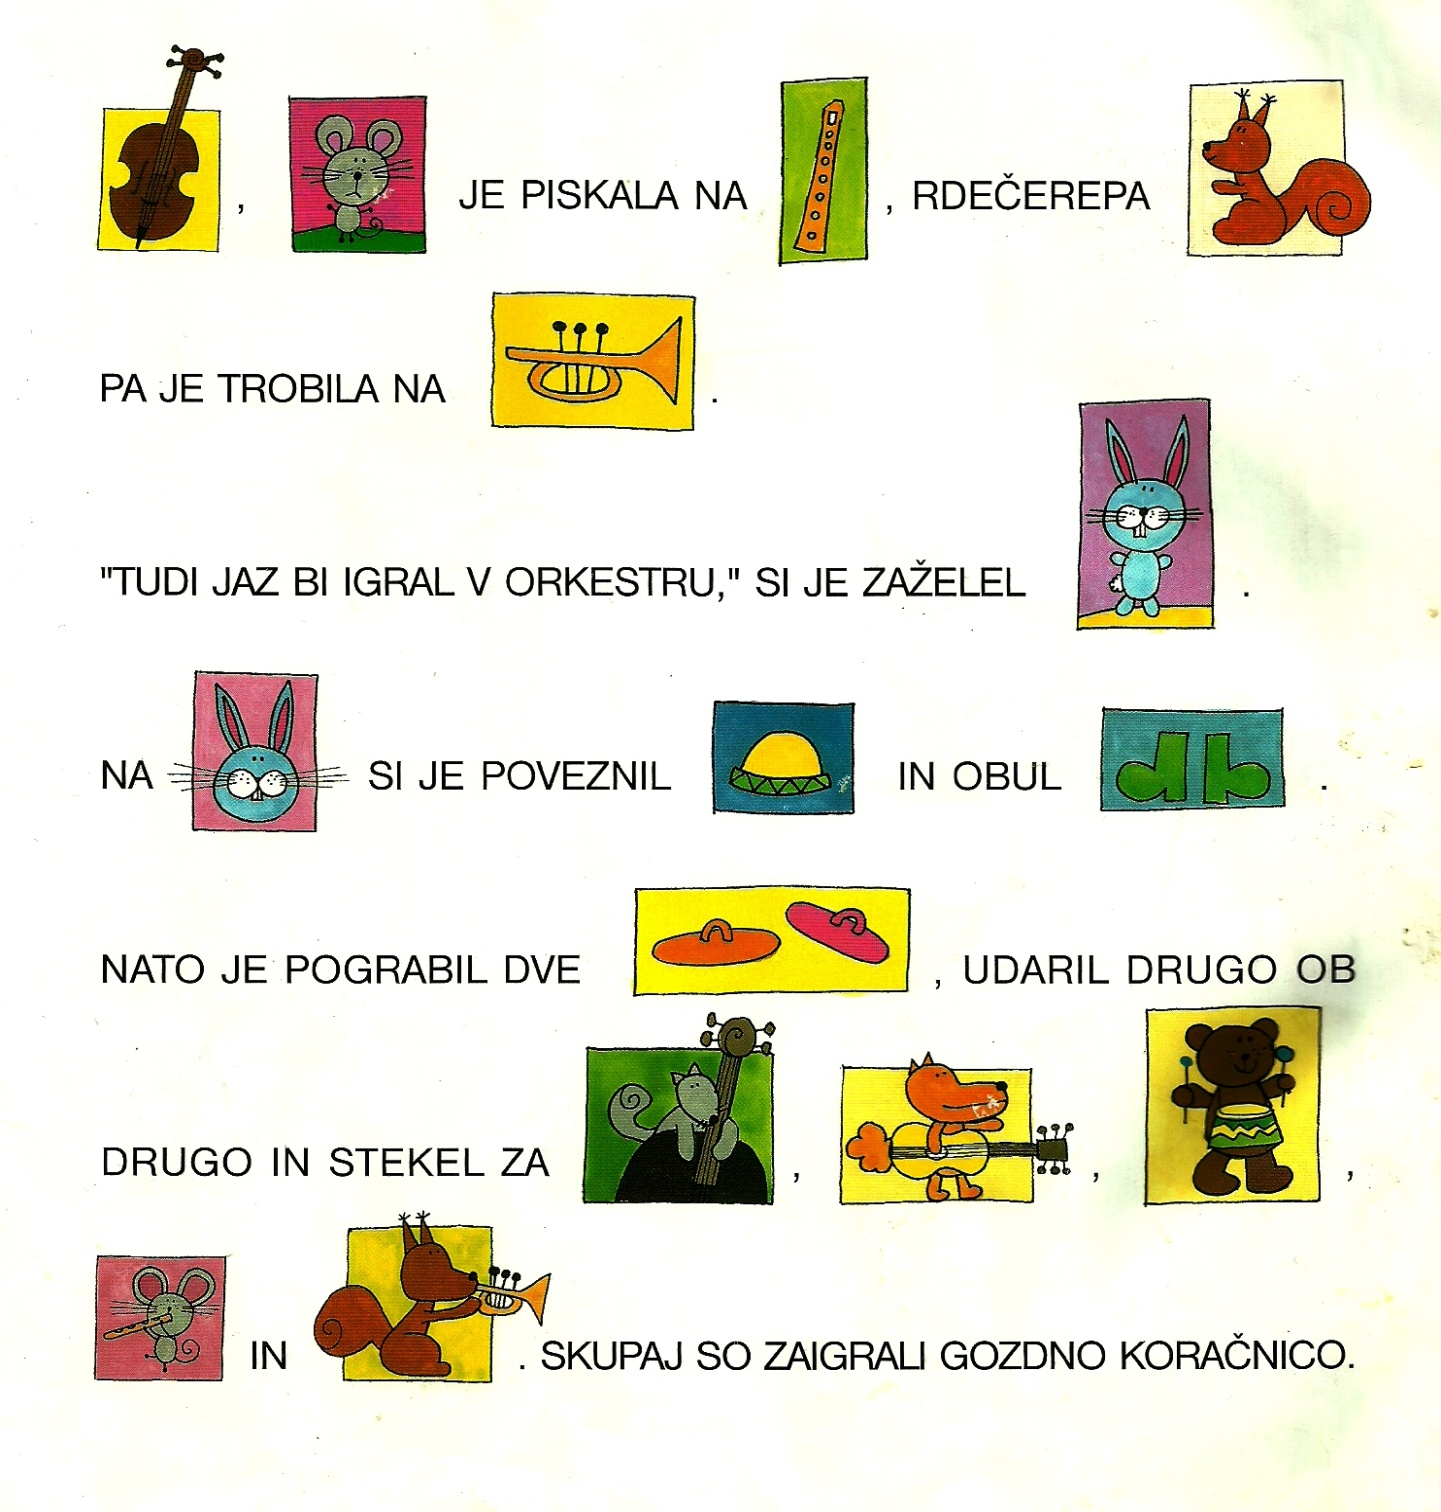 , JE PISKALA NA , RDEČEREPA
PA JE TROBILA NA .
"TUDI JAZ BI IGRAL V ORKESTRU," SI JE ZAŽELEL .
NA SI JE POVEZNIL IN OBUL .
NATO JE POGRABIL DVE , UDARIL DRUGO OB
DRUGO IN STEKEL ZA , , ,
IN . SKUPAJ SO ZAIGRALI GOZDNO KORAČNICO.